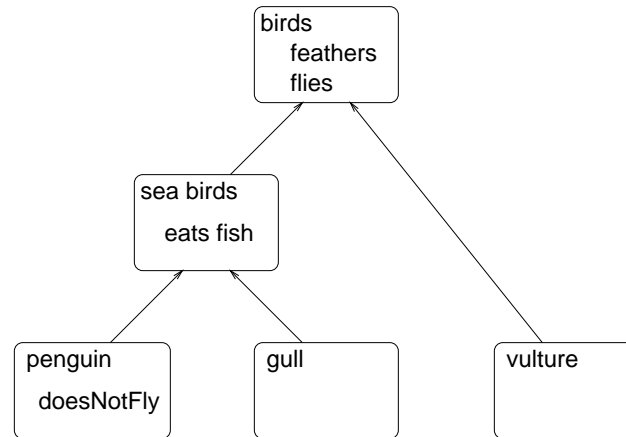 birds
feathers
flies
sea birds
eats fish
penguin
doesNotFly
gull
vulture